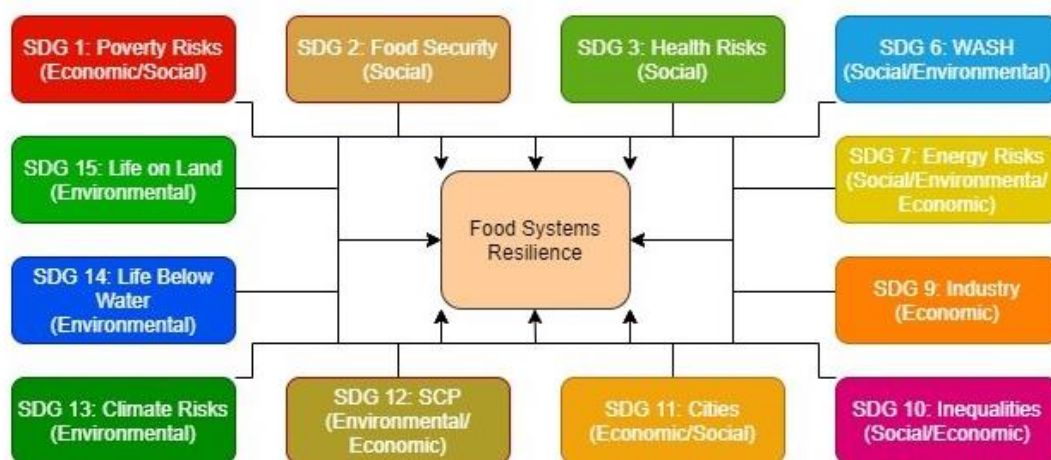 SDG 1: Poverty Risks
(Economic/Social)
SDG 2: Food Security
(Social)
SDG 3: Health Risks
(Social)
SDG 6: WASH
(Social/Environmental)
SDG 15: Life on Land
(Environmental)
SDG 7: Energy Risks
(Social/Environmenta/
Economic)
Food Systems
Resilience
SDG 14: Life Below
Water
(Environmental)
SDG 9: Industry
(Economic)
SDG 13: Climate Risks
(Environmental)
SDG 12: SCP
(Environmental/
Economic)
SDG 11: Cities
(Economic/Social)
SDG 10: Inequalities
(Social/Economic)